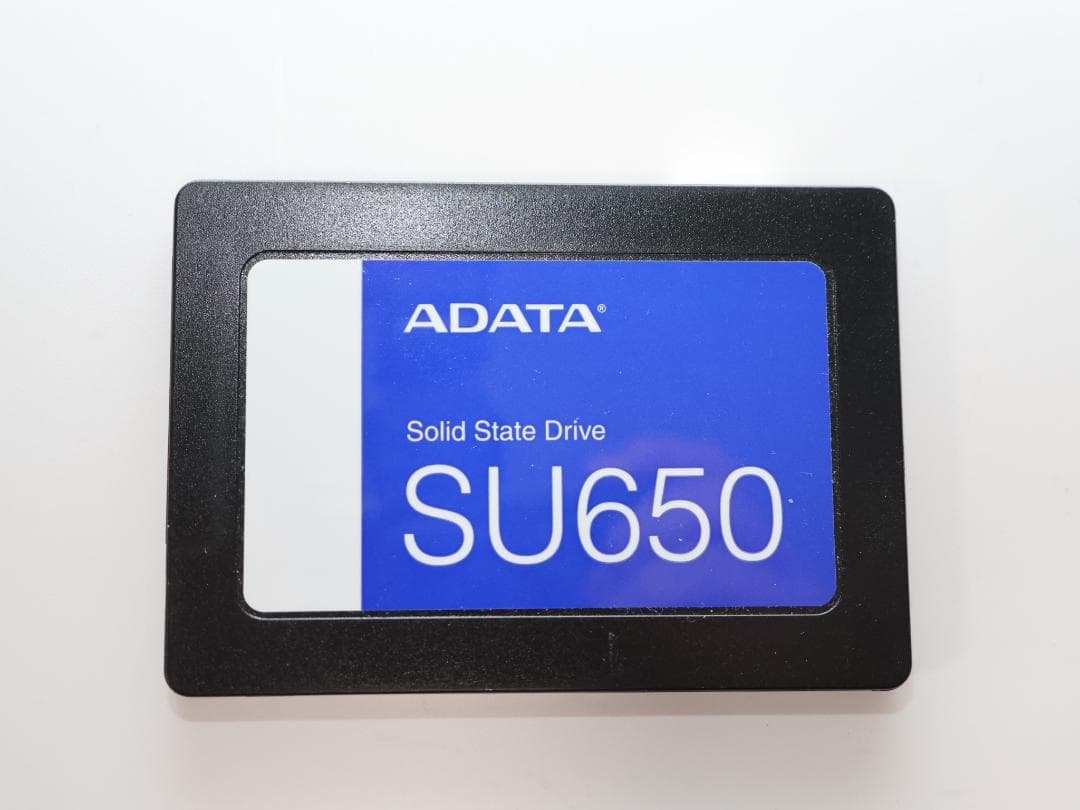 ADATA®
Solid State Drive
SU650